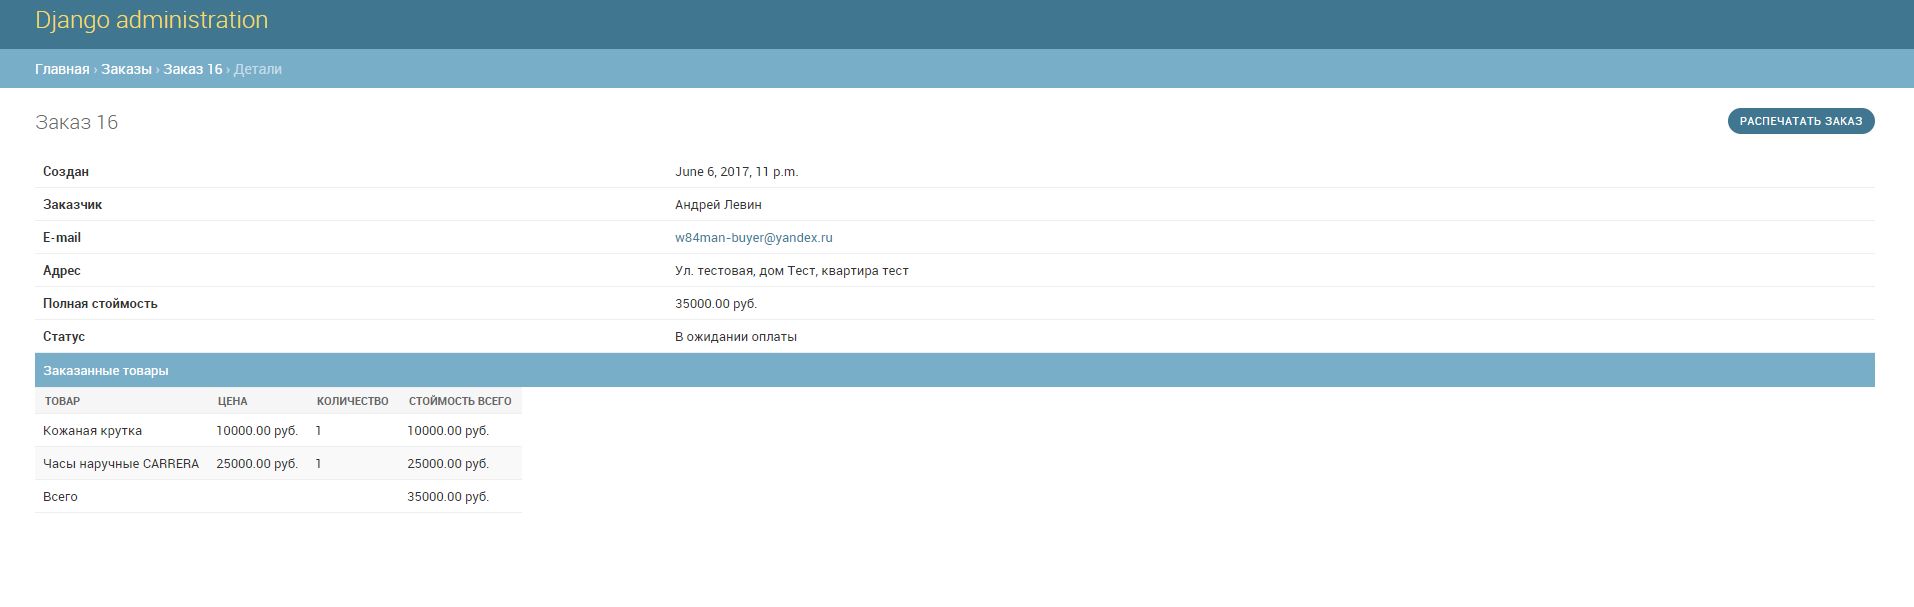 Django administration
Главная › Заказы › Заказ 16 › Детали
Заказ 16
РАСПЕЧАТАТЬ ЗАКАЗ
Создан June 6, 2017, 11 p.m.
Заказчик Андрей Левин
E-mail w84man-buyer@yandex.ru
Адрес Ул. тестовая, дом Тест, квартира тест
Полная стоймость 35000.00 руб.
Статус В ожидании оплаты
Заказанные товары
ТОВАР ЦЕНА КОЛИЧЕСТВО СТОЙМОСТЬ ВСЕГО
Кожаная крутка 10000.00 руб. 1 10000.00 руб.
Часы наручные CARRERA 25000.00 руб. 1 25000.00 руб.
Всего 35000.00 руб.